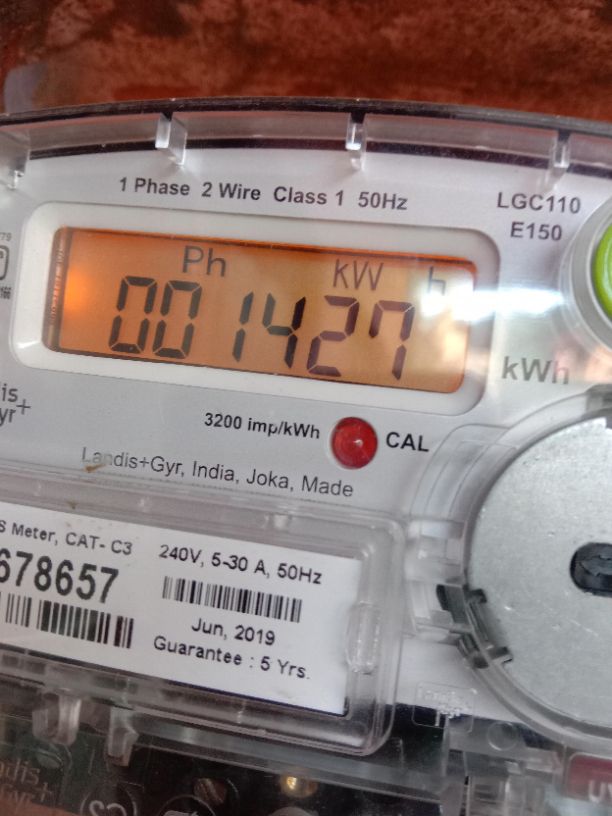 1 Phase 2 Wire Class 1 50Hz
LGC110
E150
Ph kW h
001427
kWh
3200 imp/kWh
CAL
Landis+Gyr, India, Joka, Made
S Meter, CAT- C3
678657
240V, 5-30 A, 50Hz
Jun, 2019
Guarantee : 5 Yrs.